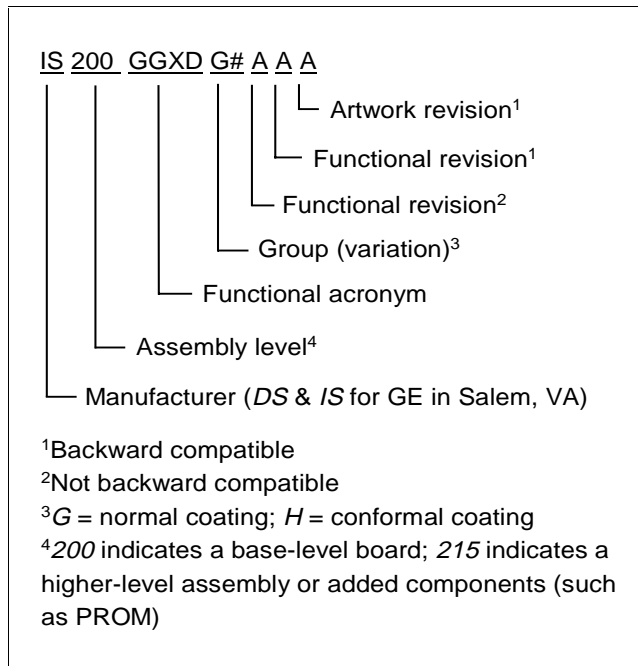 IS 200 GGXD G# A A A
Artwork revision¹
Functional revision¹
Functional revision²
Group (variation)³
Functional acronym
Assembly level⁴
Manufacturer (DS & IS for GE in Salem, VA)
¹Backward compatible
²Not backward compatible
³G = normal coating; H = conformal coating
⁴200 indicates a base-level board; 215 indicates a
higher-level assembly or added components (such
as PROM)